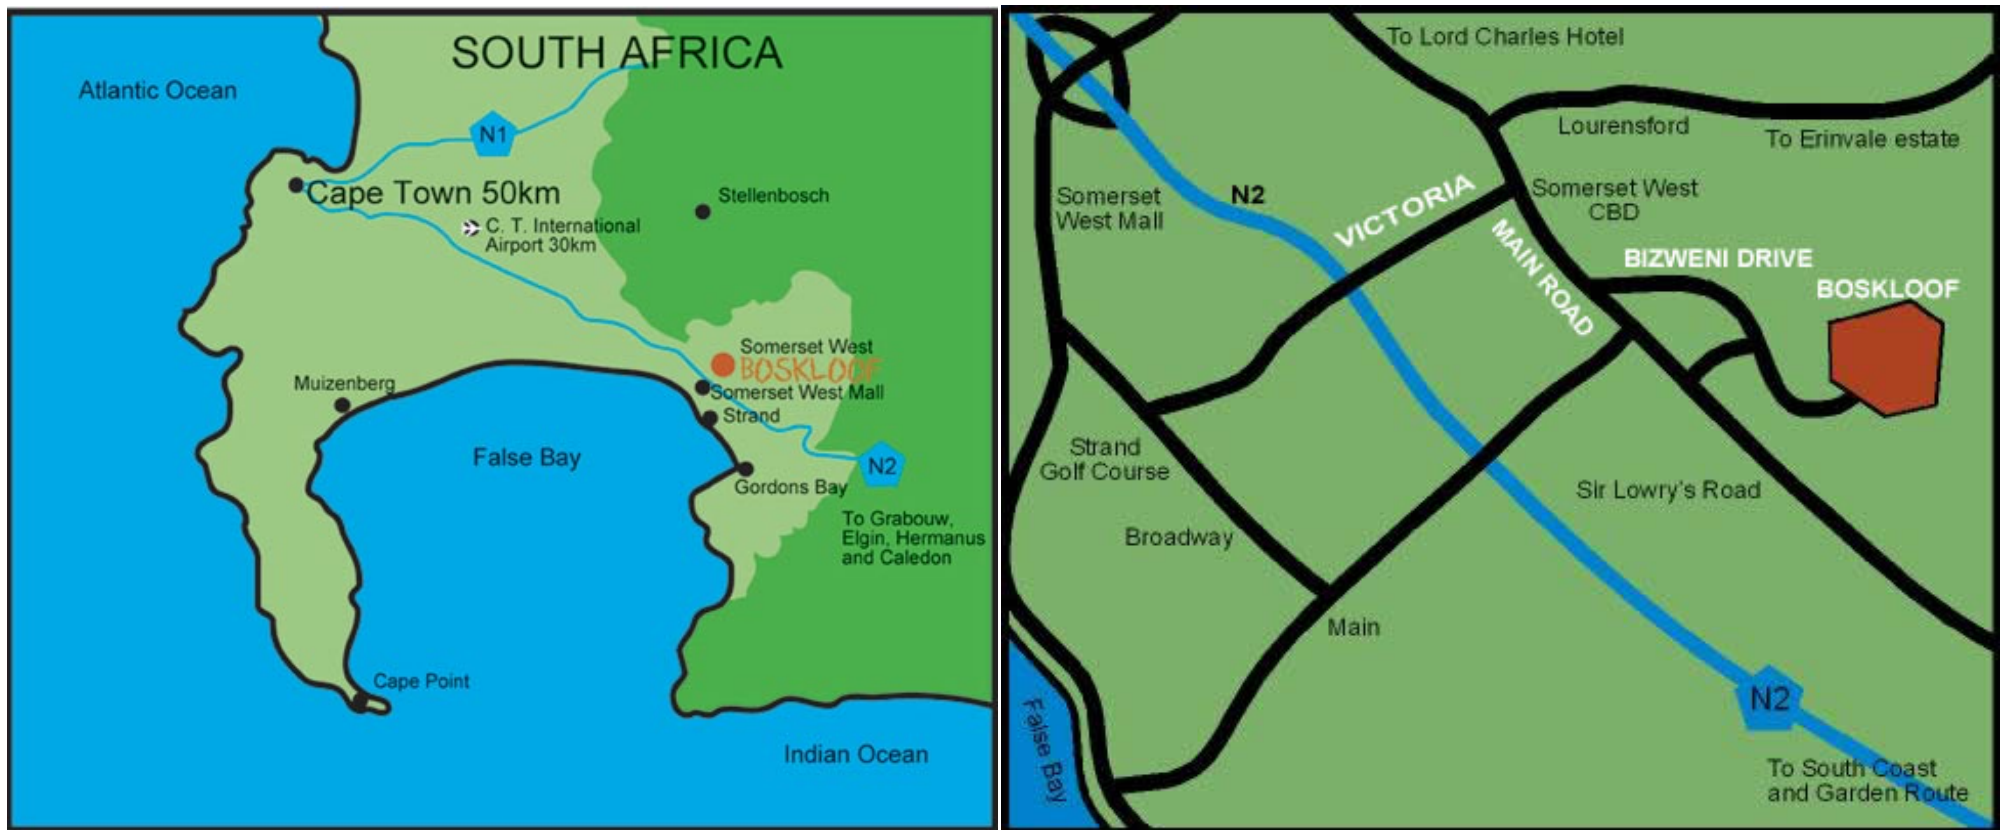 SOUTH AFRICA
Atlantic Ocean
N1
Cape Town 50km
Stellenbosch
C. T. International
Airport 30km
Somerset West
BOSKLOOF
Muizenberg
Somerset West Mall
Strand
False Bay
N2
Gordons Bay
To Grabouw,
Elgin, Hermanus
and Caledon
Cape Point
Indian Ocean
To Lord Charles Hotel
Lourensford
To Erinvale estate
Somerset
West Mall
N2
VICTORIA
Somerset West
CBD
MAIN ROAD
BIZWENI DRIVE
BOSKLOOF
Strand
Golf Course
Sir Lowry's Road
Broadway
Main
N2
False Bay
To South Coast
and Garden Route